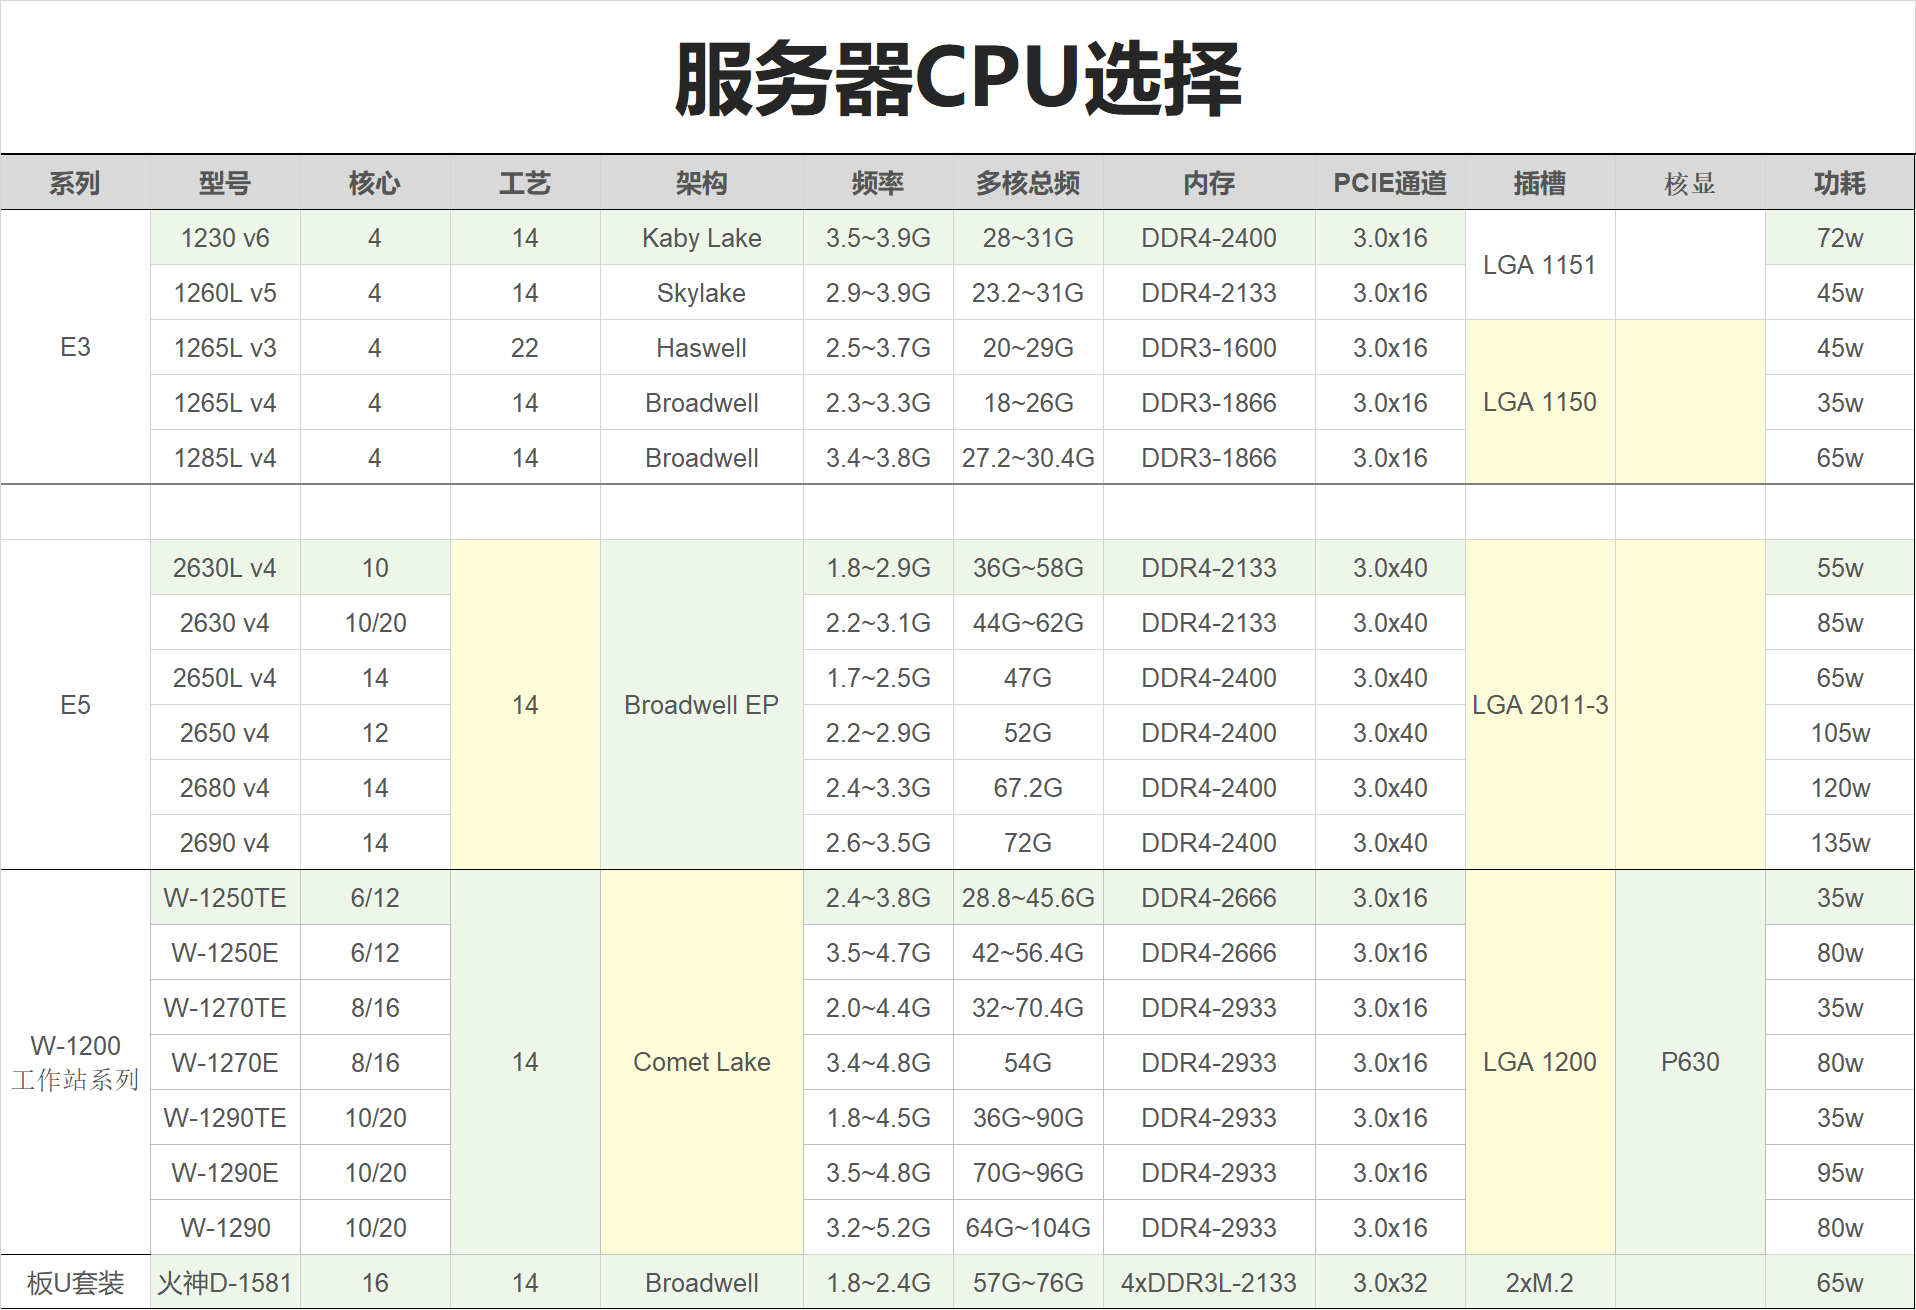 服务器CPU选择
系列 型号 核心 工艺 架构 频率 多核总频 内存 PCIE通道 插槽 核显 功耗
E3
1230 v6 4 14 Kaby Lake 3.5~3.9G 28~31G DDR4-2400 3.0x16 LGA 1151 72w
1260L v5 4 14 Skylake 2.9~3.9G 23.2~31G DDR4-2133 3.0x16 45w
1265L v3 4 22 Haswell 2.5~3.7G 20~29G DDR3-1600 3.0x16 LGA 1150 45w
1265L v4 4 14 Broadwell 2.3~3.3G 18~26G DDR3-1866 3.0x16 35w
1285L v4 4 14 Broadwell 3.4~3.8G 27.2~30.4G DDR3-1866 3.0x16 65w
E5 14 Broadwell EP LGA 2011-3
2630L v4 10 1.8~2.9G 36G~58G DDR4-2133 3.0x40 55w
2630 v4 10/20 2.2~3.1G 44G~62G DDR4-2133 3.0x40 85w
2650L v4 14 1.7~2.5G 47G DDR4-2400 3.0x40 65w
2650 v4 12 2.2~2.9G 52G DDR4-2400 3.0x40 105w
2680 v4 14 2.4~3.3G 67.2G DDR4-2400 3.0x40 120w
2690 v4 14 2.6~3.5G 72G DDR4-2400 3.0x40 135w
W-1200
工作站系列
14 Comet Lake LGA 1200 P630
W-1250TE 6/12 2.4~3.8G 28.8~45.6G DDR4-2666 3.0x16 35w
W-1250E 6/12 3.5~4.7G 42~56.4G DDR4-2666 3.0x16 80w
W-1270TE 8/16 2.0~4.4G 32~70.4G DDR4-2933 3.0x16 35w
W-1270E 8/16 3.4~4.8G 54G DDR4-2933 3.0x16 80w
W-1290TE 10/20 1.8~4.5G 36G~90G DDR4-2933 3.0x16 35w
W-1290E 10/20 3.5~4.8G 70G~96G DDR4-2933 3.0x16 95w
W-1290 10/20 3.2~5.2G 64G~104G DDR4-2933 3.0x16 80w
板U套装 火神D-1581 16 14 Broadwell 1.8~2.4G 57G~76G 4xDDR3L-2133 3.0x32 2xM.2 65w